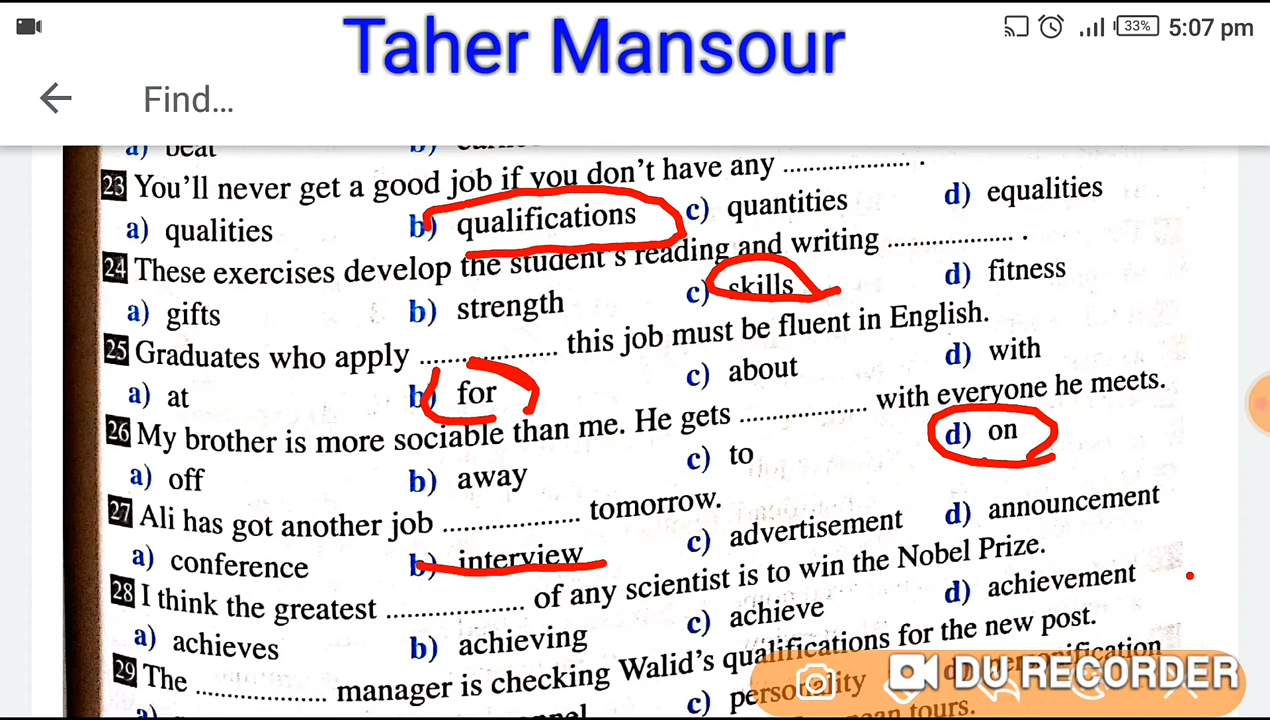 Taher Mansour
33% 5:07 pm
Find...
a) beat b)
23 You'll never get a good job if you don't have any .................... .
a) qualities b) qualifications c) quantities d) equalities
24 These exercises develop the student's reading and writing .................... .
a) gifts b) strength c) skills d) fitness
25 Graduates who apply .................... this job must be fluent in English.
a) at b) for c) about d) with
26 My brother is more sociable than me. He gets .................... with everyone he meets.
a) off b) away c) to d) on
27 Ali has got another job .................... tomorrow.
a) conference b) interview c) advertisement d) announcement
28 I think the greatest .................... of any scientist is to win the Nobel Prize.
a) achieves b) achieving c) achieve d) achievement
29 The .................... manager is checking Walid's qualifications for the new post.
a) c) personality
tours.
DU RECORDER